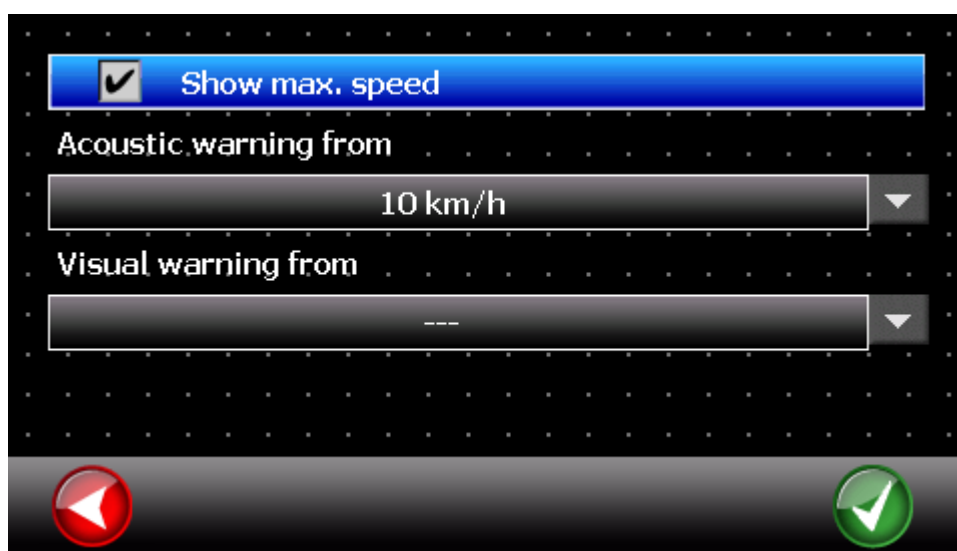 Show max. speed
Acoustic warning from
10 km/h
Visual warning from
---